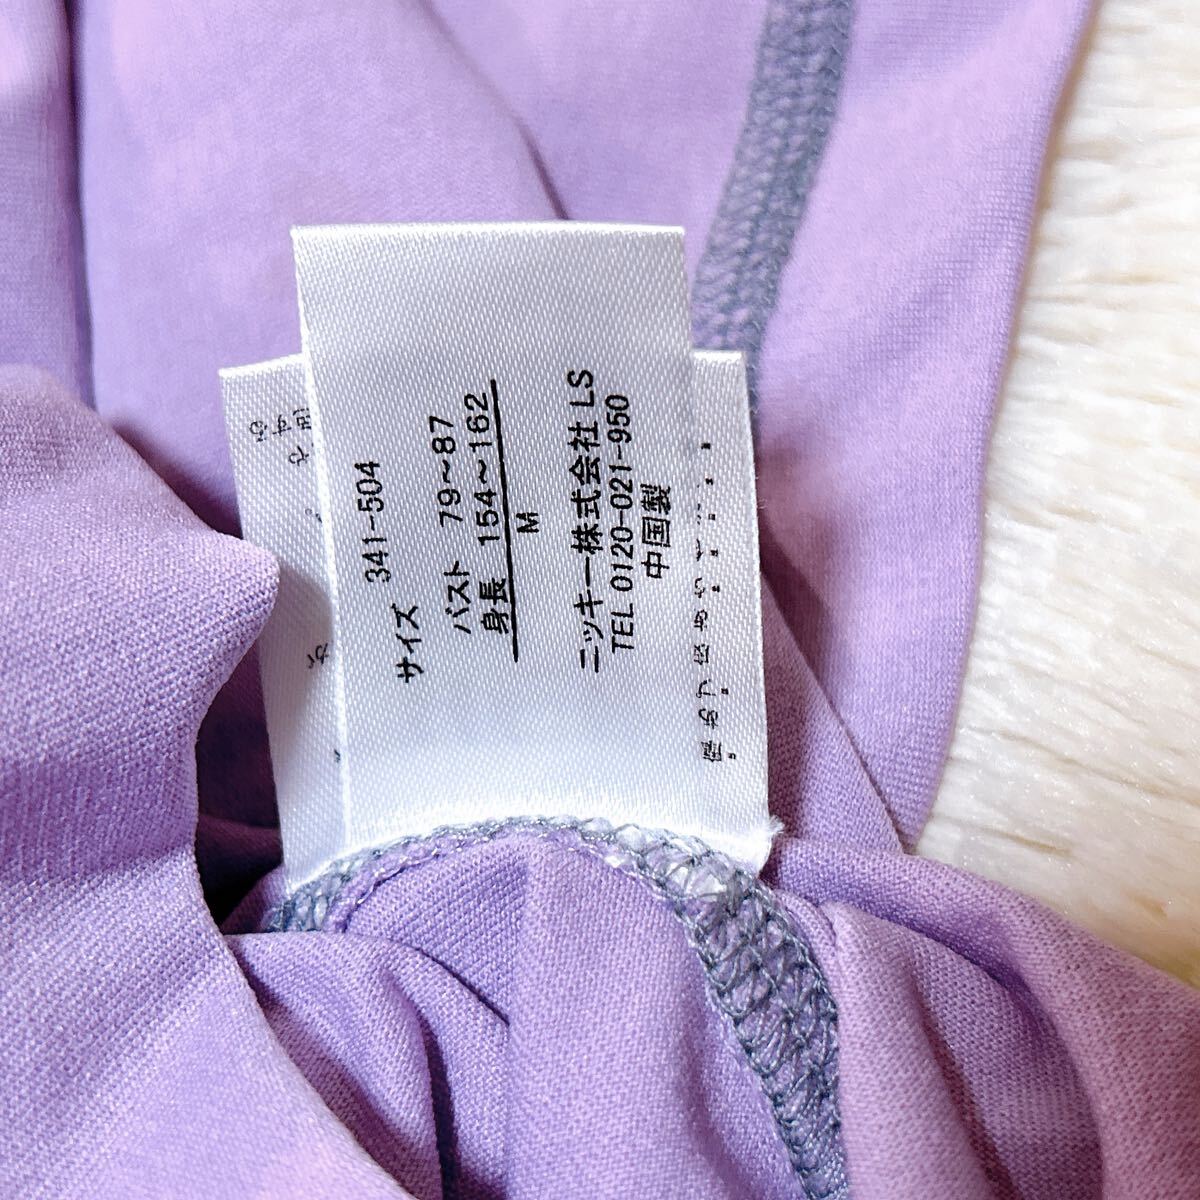 サイズ 341-504
バスト 79～87
身長 154～162
M
ニッキー株式会社 LS
TEL 0120-021-950
中国製